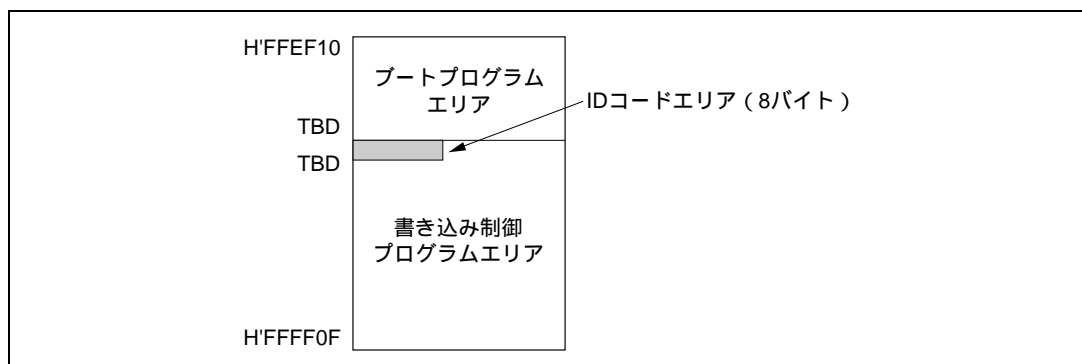 H'FFEF10
ブートプログラム
エリア
IDコードエリア（8バイト）
TBD
TBD
書き込み制御
プログラムエリア
H'FFFF0F